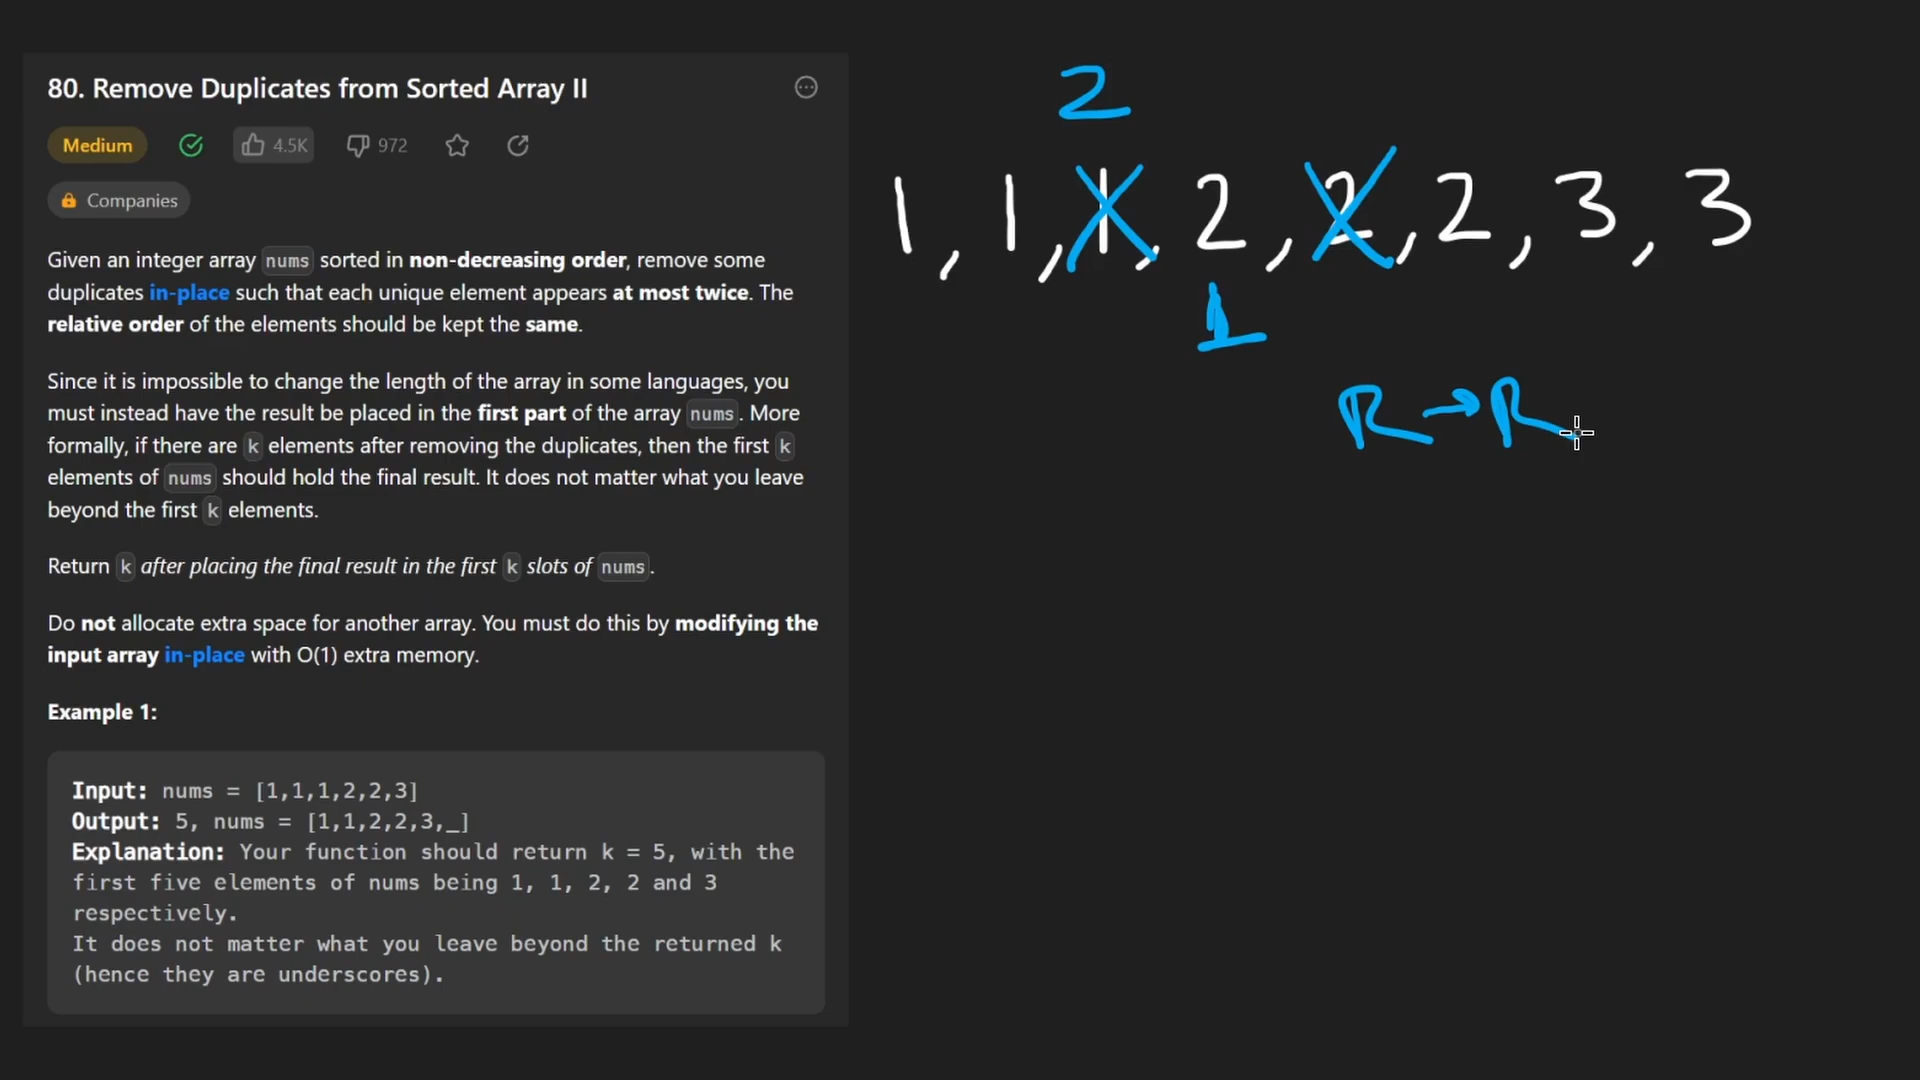 80. Remove Duplicates from Sorted Array II
Medium 4.5K 972
Companies
Given an integer array nums sorted in non-decreasing order, remove some
duplicates in-place such that each unique element appears at most twice. The
relative order of the elements should be kept the same.
Since it is impossible to change the length of the array in some languages, you
must instead have the result be placed in the first part of the array nums. More
formally, if there are k elements after removing the duplicates, then the first k
elements of nums should hold the final result. It does not matter what you leave
beyond the first k elements.
Return k after placing the final result in the first k slots of nums.
Do not allocate extra space for another array. You must do this by modifying the
input array in-place with O(1) extra memory.
Example 1:
Input: nums = [1,1,1,2,2,3]
Output: 5, nums = [1,1,2,2,3,_]
Explanation: Your function should return k = 5, with the
first five elements of nums being 1, 1, 2, 2 and 3
respectively.
It does not matter what you leave beyond the returned k
(hence they are underscores).
2
1, 1, 1, 2, 2, 2, 3, 3
1
R → R